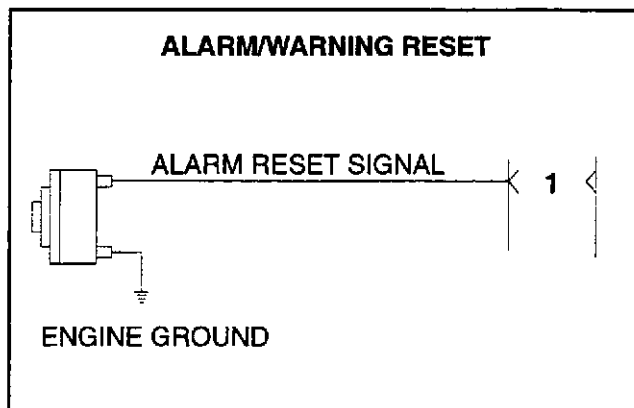 ALARM/WARNING RESET
ALARM RESET SIGNAL
1
ENGINE GROUND